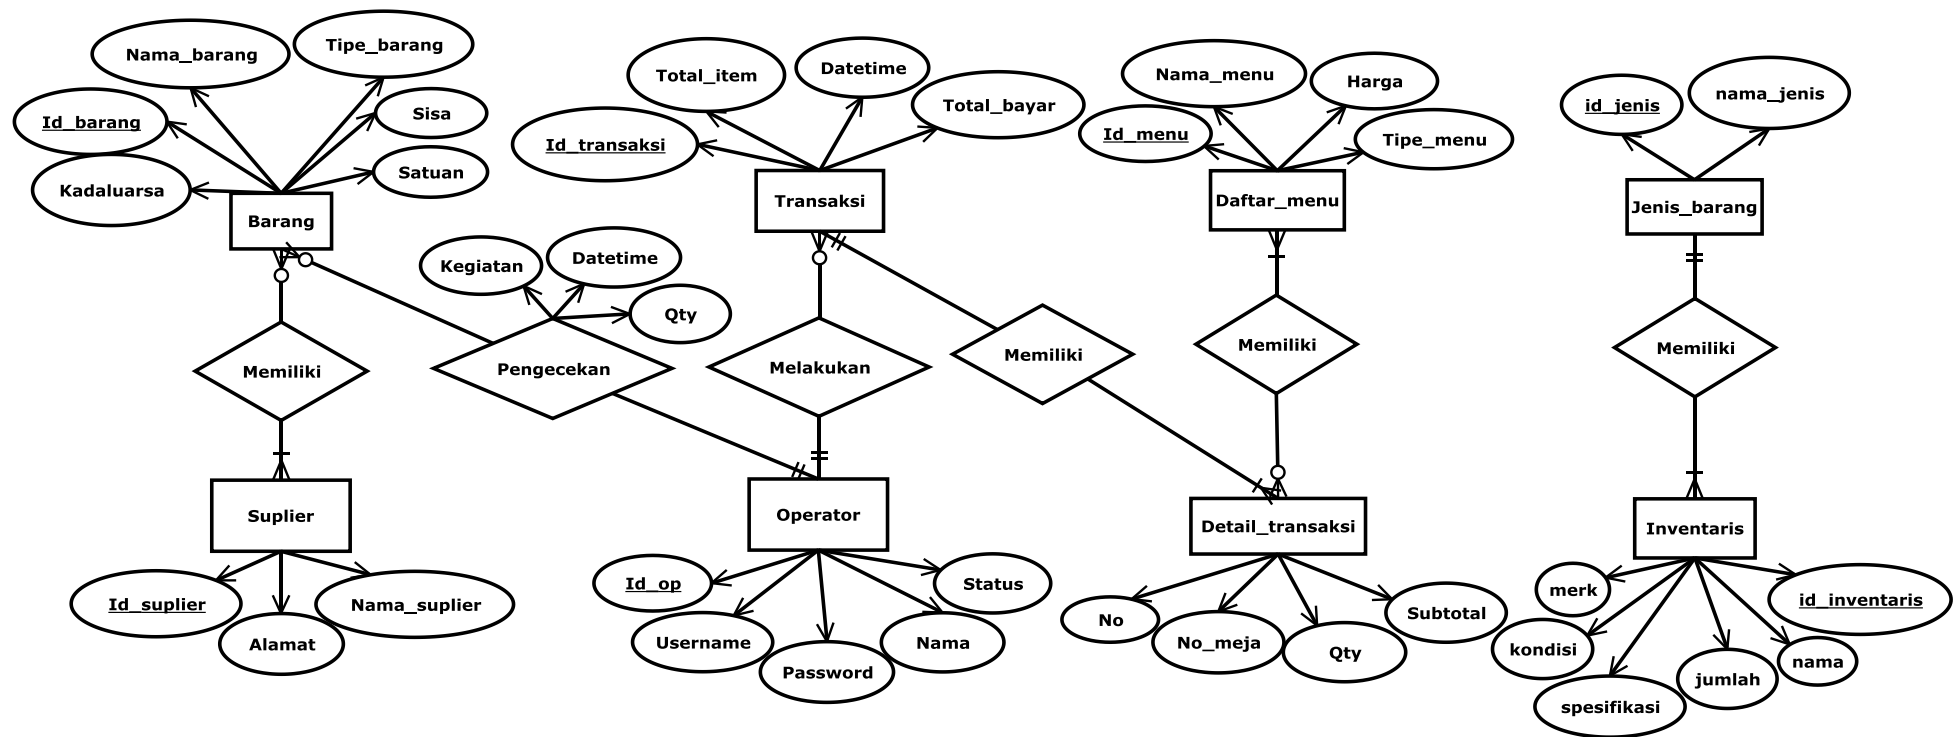 Nama_barang
Tipe_barang
Id_barang
Sisa
Kadaluarsa
Satuan
Barang
Total_item
Datetime
Id_transaksi
Total_bayar
Transaksi
Nama_menu
Harga
Id_menu
Tipe_menu
Daftar_menu
id_jenis
nama_jenis
Jenis_barang
Kegiatan
Datetime
Qty
Memiliki
Pengecekan
Melakukan
Memiliki
Memiliki
Memiliki
Suplier
Operator
Detail_transaksi
Inventaris
Id_suplier
Nama_suplier
Alamat
Id_op
Status
Username
Nama
Password
No
Subtotal
No_meja
Qty
merk
id_inventaris
kondisi
nama
jumlah
spesifikasi